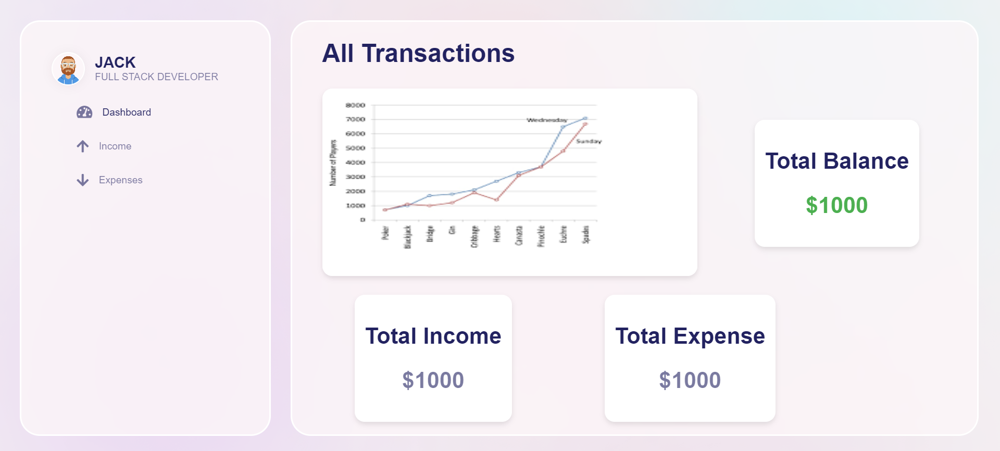 JACK
FULL STACK DEVELOPER
Dashboard
Income
Expenses
All Transactions
8000
7000
6000
5000
4000
3000
2000
1000
0
Number of Players
Wednesday
Sunday
Poker
Blackjack
Bridge
Gin
Cribbage
Hearts
Canasta
Pinochle
Euchre
Spades
Total Balance
$1000
Total Income
$1000
Total Expense
$1000